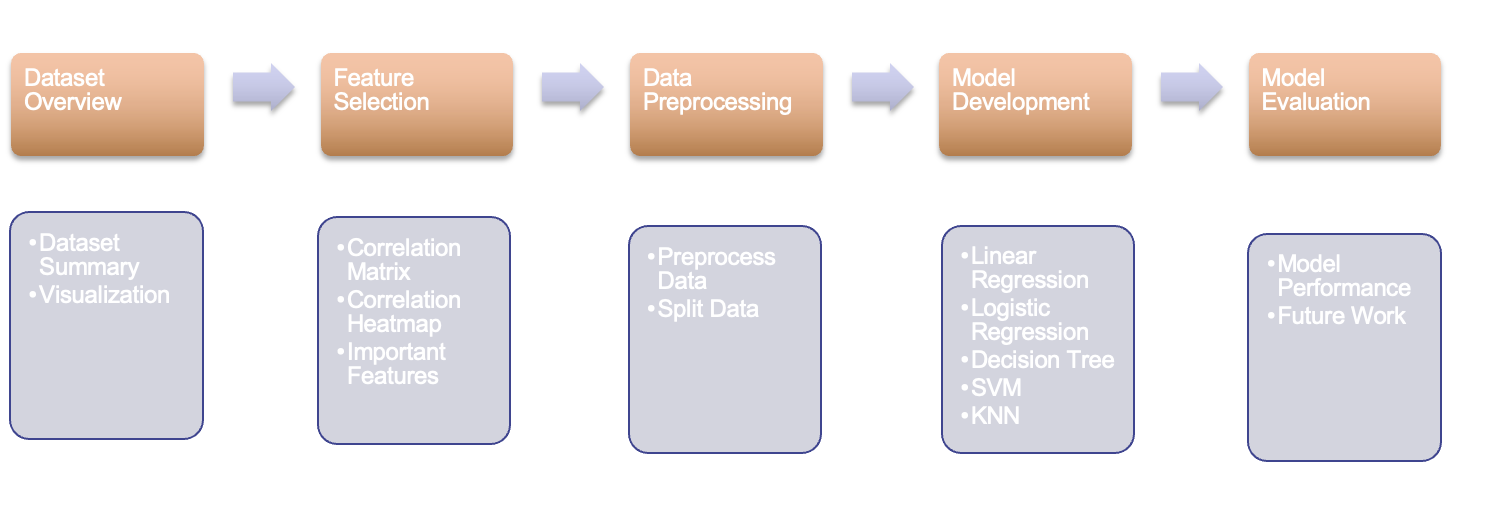 Dataset
Overview
Feature
Selection
Data
Preprocessing
Model
Development
Model
Evaluation
•Dataset
Summary
•Visualization
•Correlation
Matrix
•Correlation
Heatmap
•Important
Features
•Preprocess
Data
•Split Data
•Linear
Regression
•Logistic
Regression
•Decision Tree
•SVM
•KNN
•Model
Performance
•Future Work